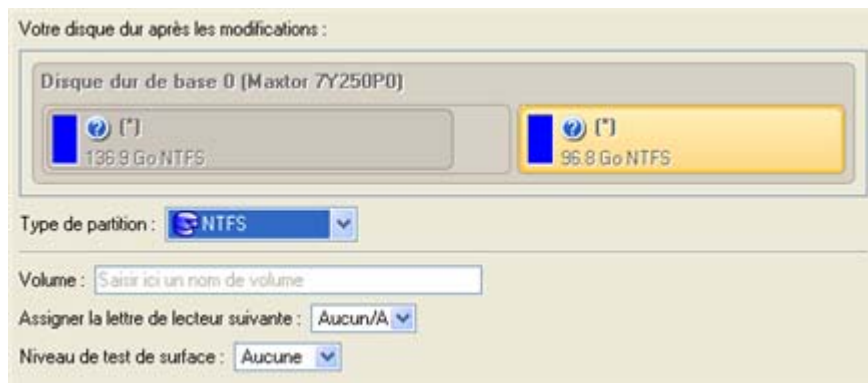 Votre disque dur après les modifications :
Disque dur de base 0 (Maxtor 7Y250P0)
(*)
136.9 Go NTFS
(*)
96.8 Go NTFS
Type de partition : NTFS
Volume : Saisir ici un nom de volume
Assigner la lettre de lecteur suivante : Aucun/A
Niveau de test de surface : Aucune